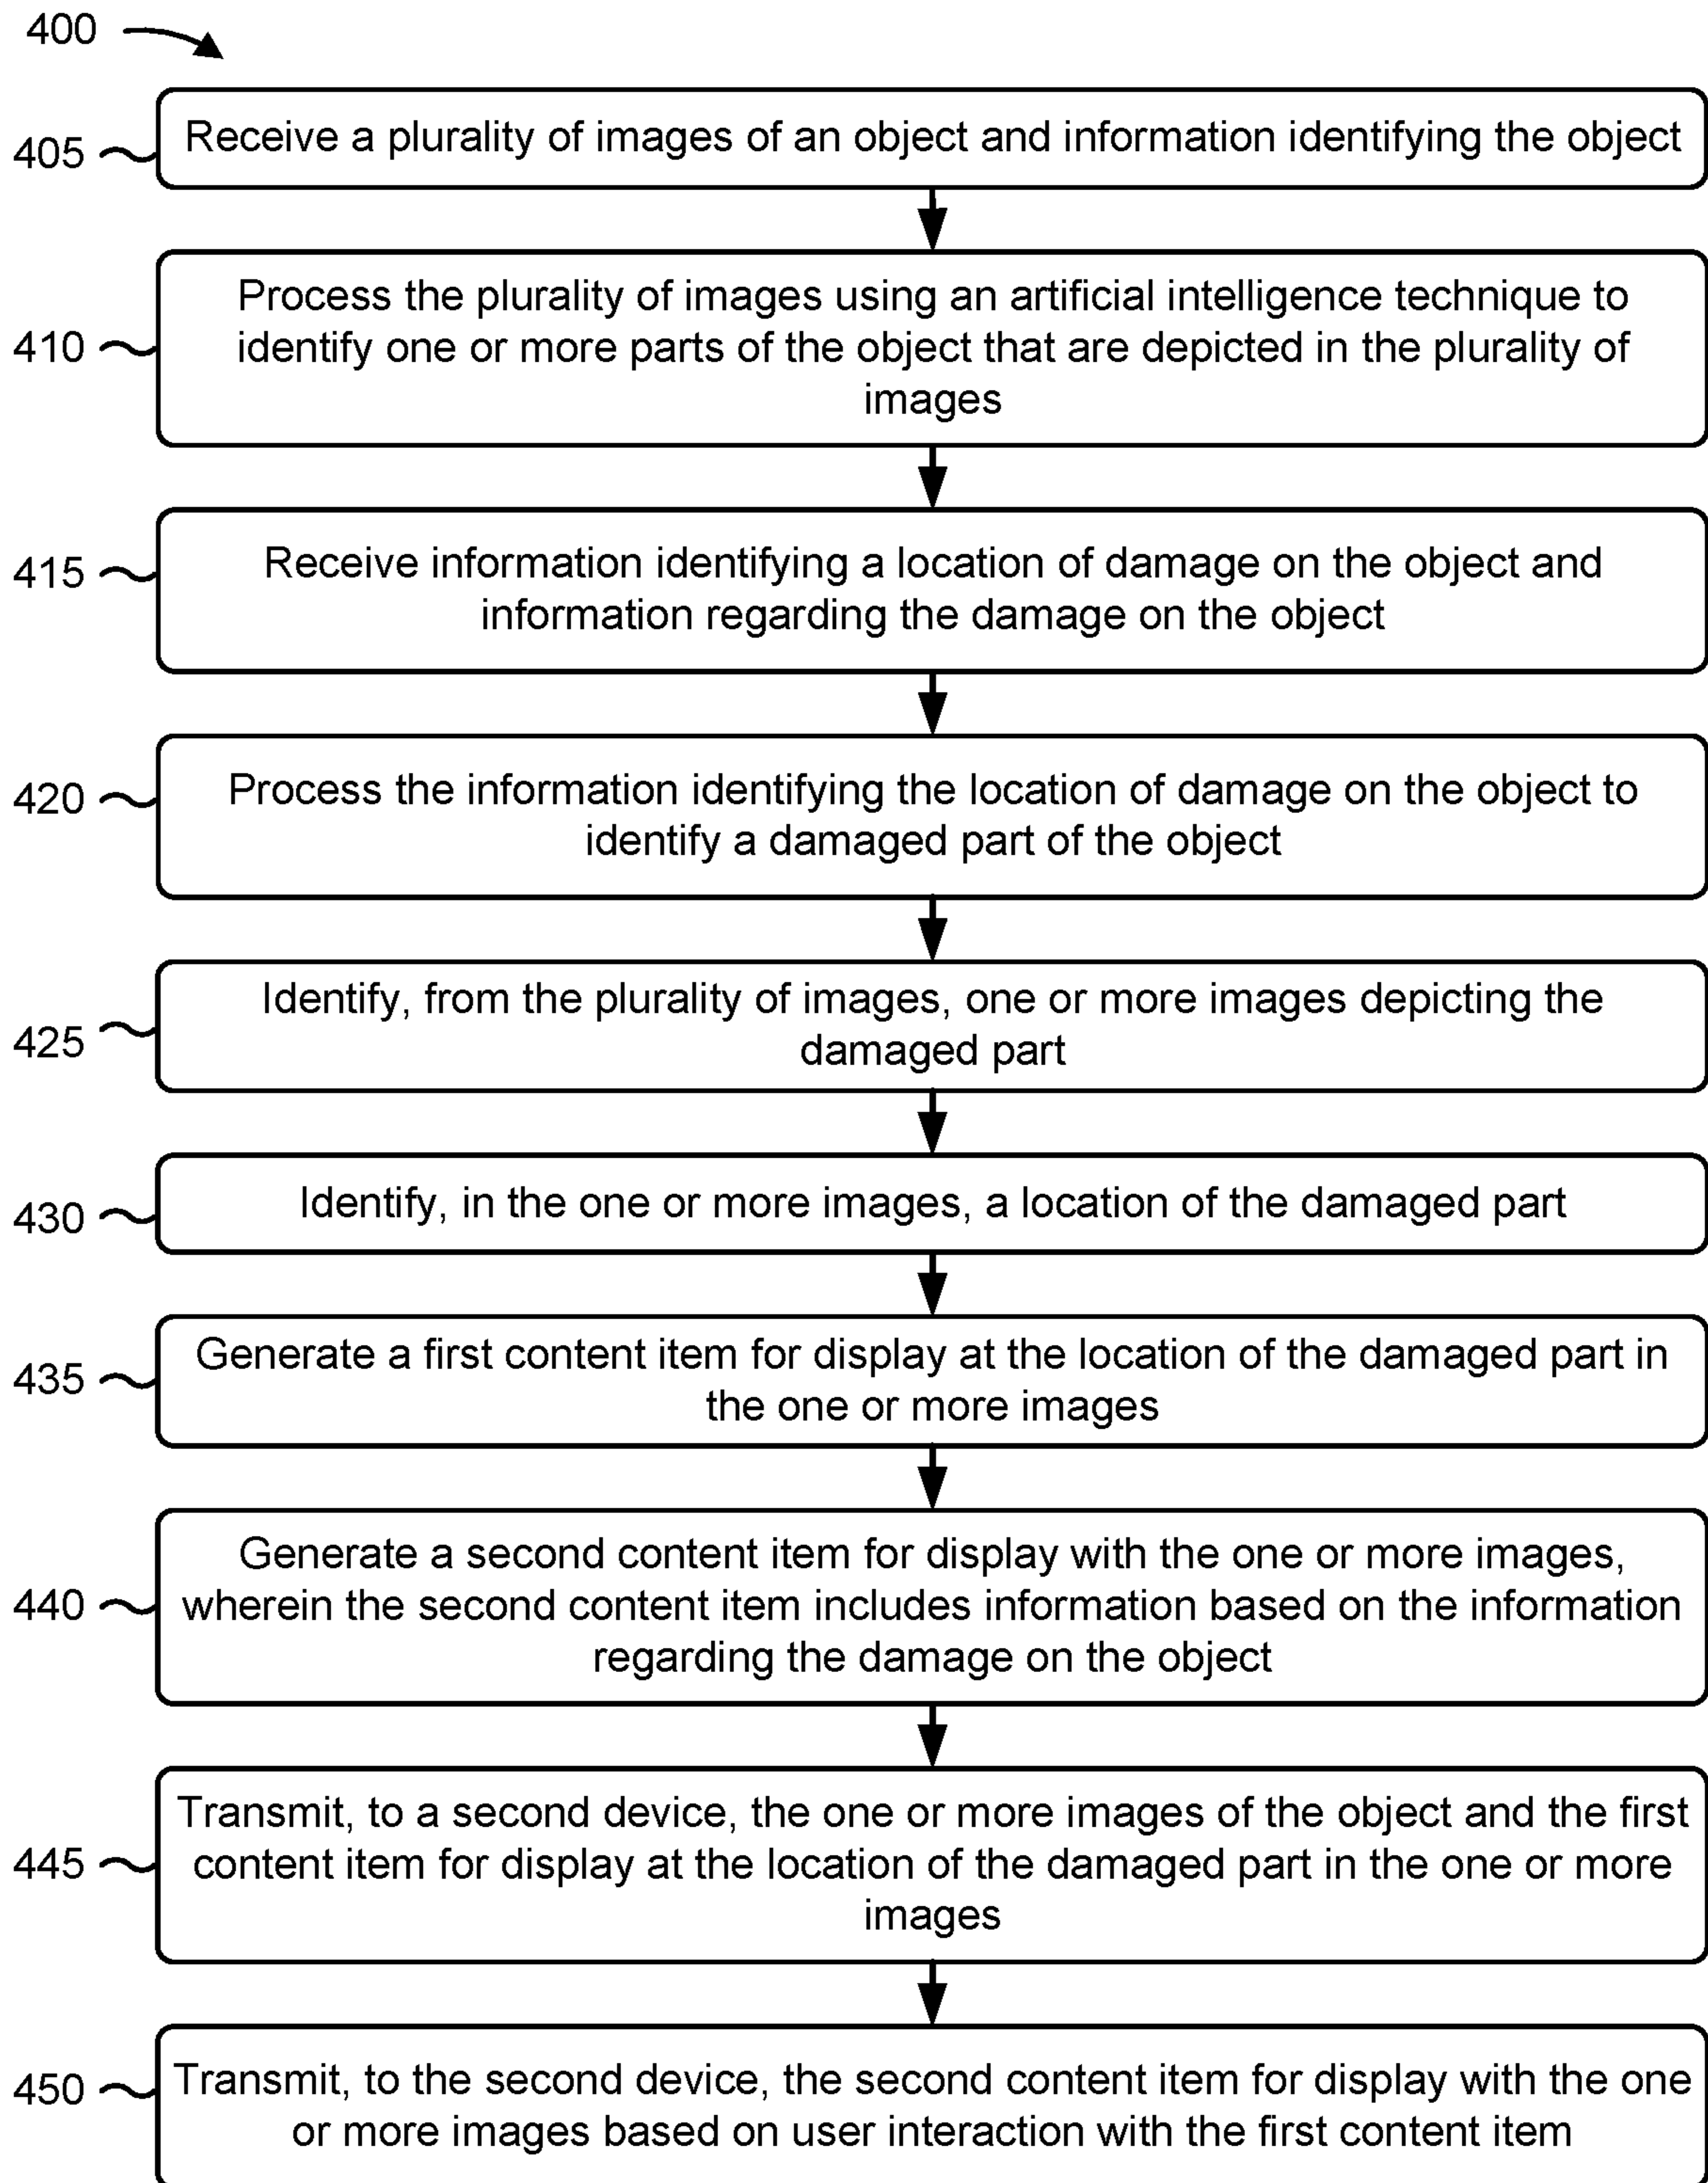 400
405
Receive a plurality of images of an object and information identifying the object
410
Process the plurality of images using an artificial intelligence technique to
identify one or more parts of the object that are depicted in the plurality of
images
415
Receive information identifying a location of damage on the object and
information regarding the damage on the object
420
Process the information identifying the location of damage on the object to
identify a damaged part of the object
425
Identify, from the plurality of images, one or more images depicting the
damaged part
430
Identify, in the one or more images, a location of the damaged part
435
Generate a first content item for display at the location of the damaged part in
the one or more images
440
Generate a second content item for display with the one or more images,
wherein the second content item includes information based on the information
regarding the damage on the object
445
Transmit, to a second device, the one or more images of the object and the first
content item for display at the location of the damaged part in the one or more
images
450
Transmit, to the second device, the second content item for display with the one
or more images based on user interaction with the first content item